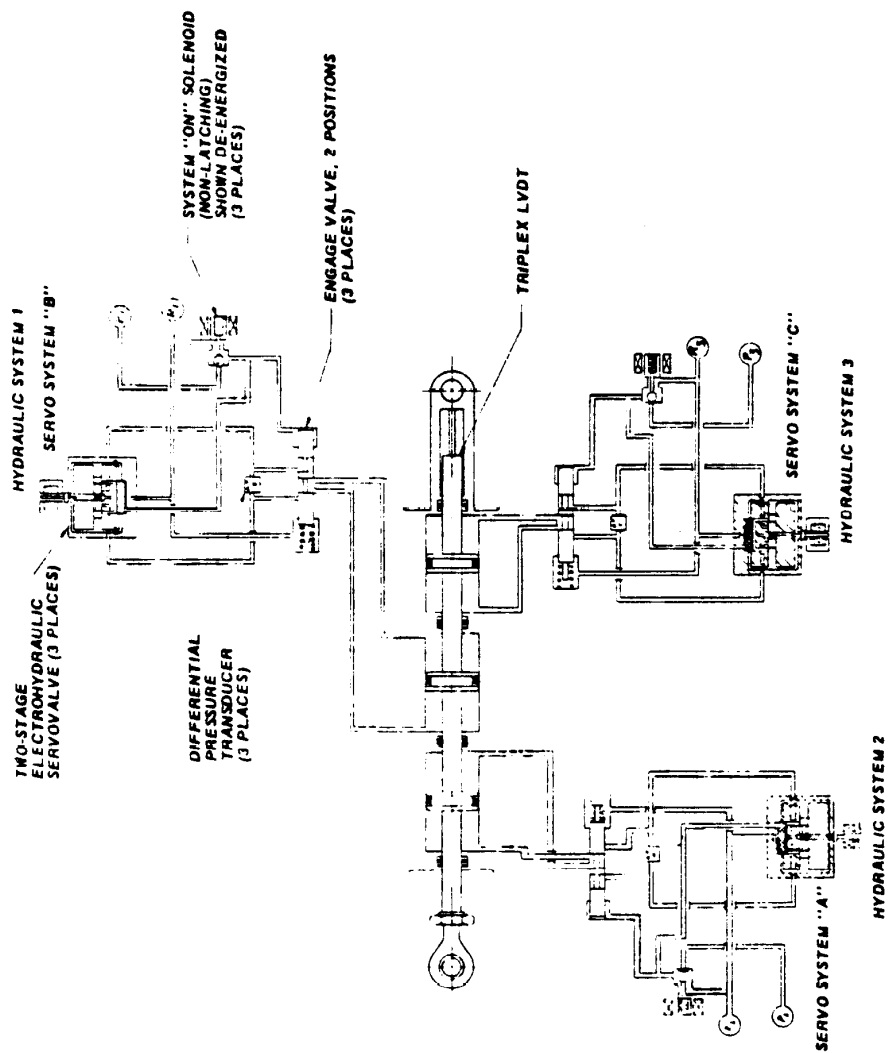 HYDRAULIC SYSTEM 1
SERVO SYSTEM "B"
SYSTEM "ON" SOLENOID
(NON-LATCHING)
SHOWN DE-ENERGIZED
(3 PLACES)
ENGAGE VALVE, 2 POSITIONS
(3 PLACES)
TWO-STAGE
ELECTROHYDRAULIC
SERVOVALVE (3 PLACES)
DIFFERENTIAL
PRESSURE
TRANSDUCER
(3 PLACES)
TRIPLEX LVDT
R3
P3
SERVO SYSTEM "C"
HYDRAULIC SYSTEM 3
SERVO SYSTEM "A"
HYDRAULIC SYSTEM 2